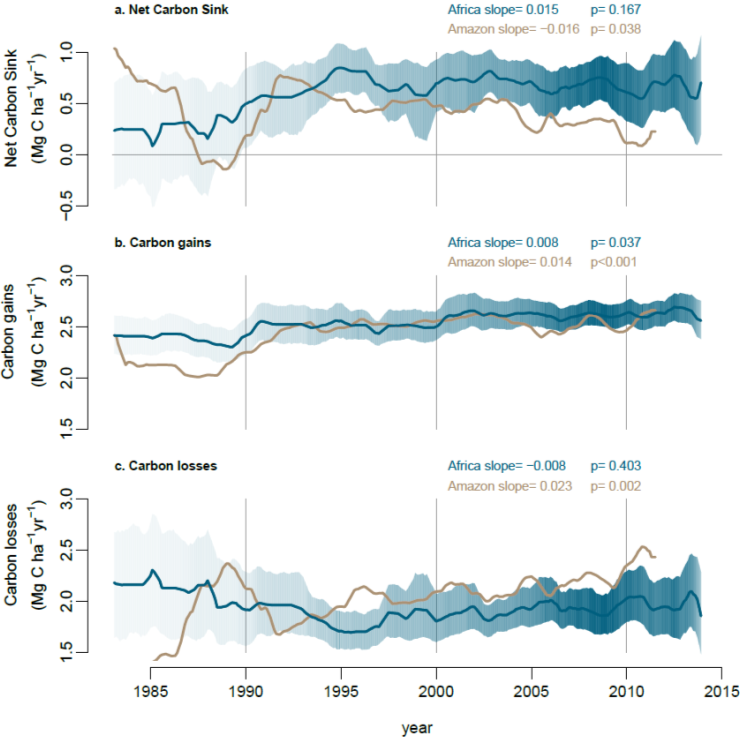 a. Net Carbon Sink
Africa slope= 0.015 p= 0.167
Amazon slope= −0.016 p= 0.038
Net Carbon Sink
(Mg C ha−1yr−1)
1.0
0.5
0.0
−0.5
b. Carbon gains
Africa slope= 0.008 p= 0.037
Amazon slope= 0.014 p<0.001
Carbon gains
(Mg C ha−1yr−1)
3.0
2.5
2.0
1.5
c. Carbon losses
Africa slope= −0.008 p= 0.403
Amazon slope= 0.023 p= 0.002
Carbon losses
(Mg C ha−1yr−1)
3.0
2.5
2.0
1.5
1985 1990 1995 2000 2005 2010 2015
year